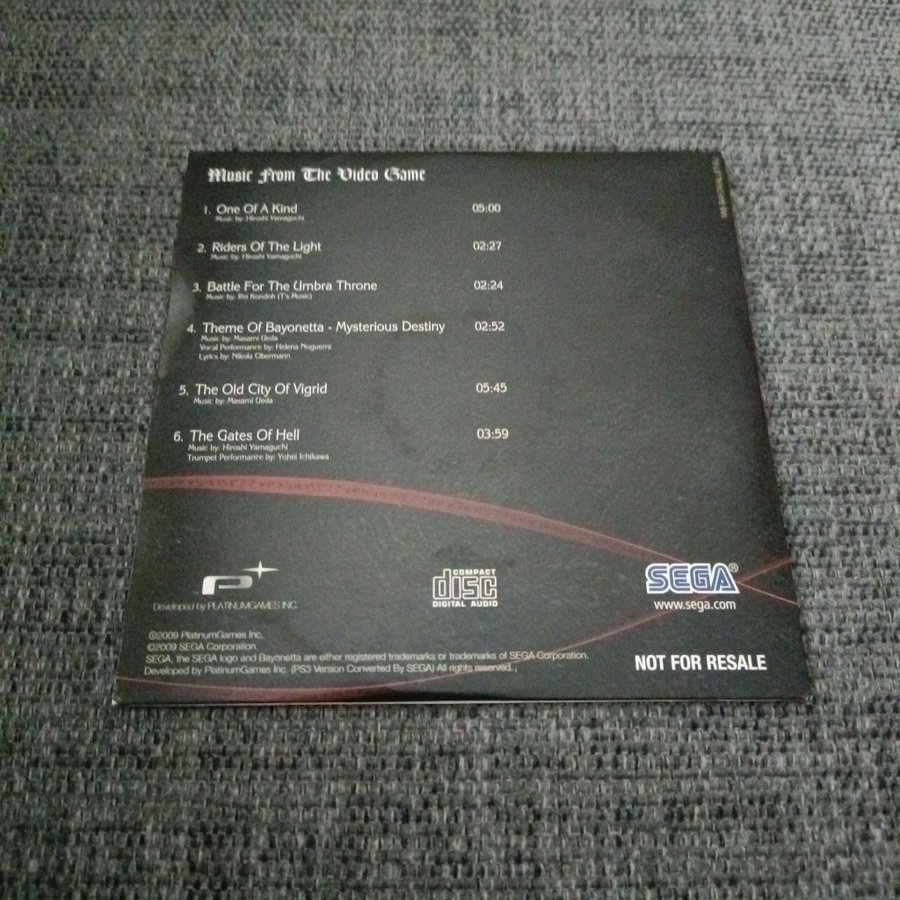 Music From The Video Game
1. One Of A Kind 05:00
Music by: Hiroshi Yamaguchi
2. Riders Of The Light 02:27
Music by: Hiroshi Yamaguchi
3. Battle For The Umbra Throne 02:24
Music by: Rei Kondoh (T's Music)
4. Theme Of Bayonetta - Mysterious Destiny 02:52
Music by: Masami Ueda
Vocal Performance by: Helena Noguerra
Lyrics by: Nikola Obermann
5. The Old City Of Vigrid 05:45
Music by: Masami Ueda
6. The Gates Of Hell 03:59
Music by: Hiroshi Yamaguchi
Trumpet Performance by: Yohei Ichikawa
P
Developed by PLATINUMGAMES INC.
COMPACT
disc
DIGITAL AUDIO
SEGA®
www.sega.com
©2009 PlatinumGames Inc.
©2009 SEGA Corporation.
SEGA, the SEGA logo and Bayonetta are either registered trademarks or trademarks of SEGA Corporation.
Developed by PlatinumGames Inc. (PS3 Version Converted By SEGA) All rights reserved.
NOT FOR RESALE